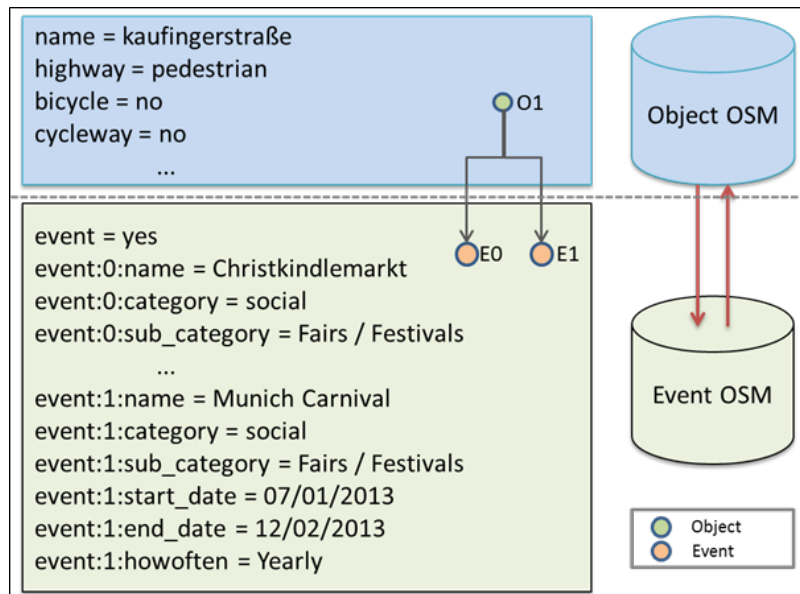 name = kaufingerstraße
highway = pedestrian
bicycle = no
cycleway = no
...
O1
Object OSM
event = yes
event:0:name = Christkindlemarkt
event:0:category = social
event:0:sub_category = Fairs / Festivals
...
event:1:name = Munich Carnival
event:1:category = social
event:1:sub_category = Fairs / Festivals
event:1:start_date = 07/01/2013
event:1:end_date = 12/02/2013
event:1:howoften = Yearly
E0
E1
Event OSM
Object
Event